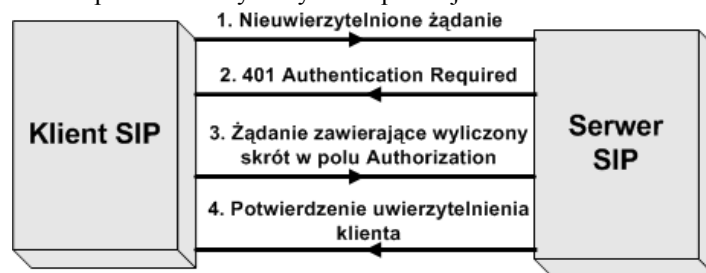 1. Nieuwierzytelnione żądanie
2. 401 Authentication Required
Klient SIP
3. Żądanie zawierające wyliczony
skrót w polu Authorization
Serwer
SIP
4. Potwierdzenie uwierzytelnienia
klienta